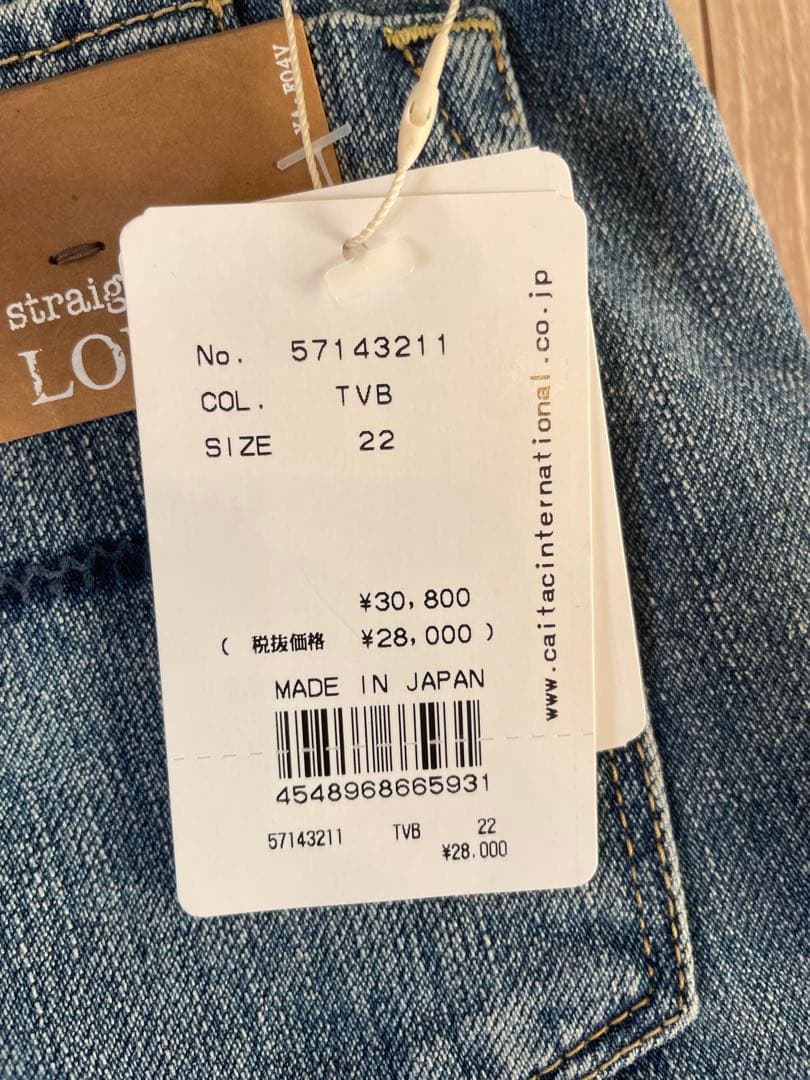 straig
LO
No. 57143211
COL. TVB
SIZE 22
¥30,800
( 税抜価格 ¥28,000 )
MADE IN JAPAN
4548968665931
57143211 TVB 22
¥28.000
www.caitacinternational.co.jp